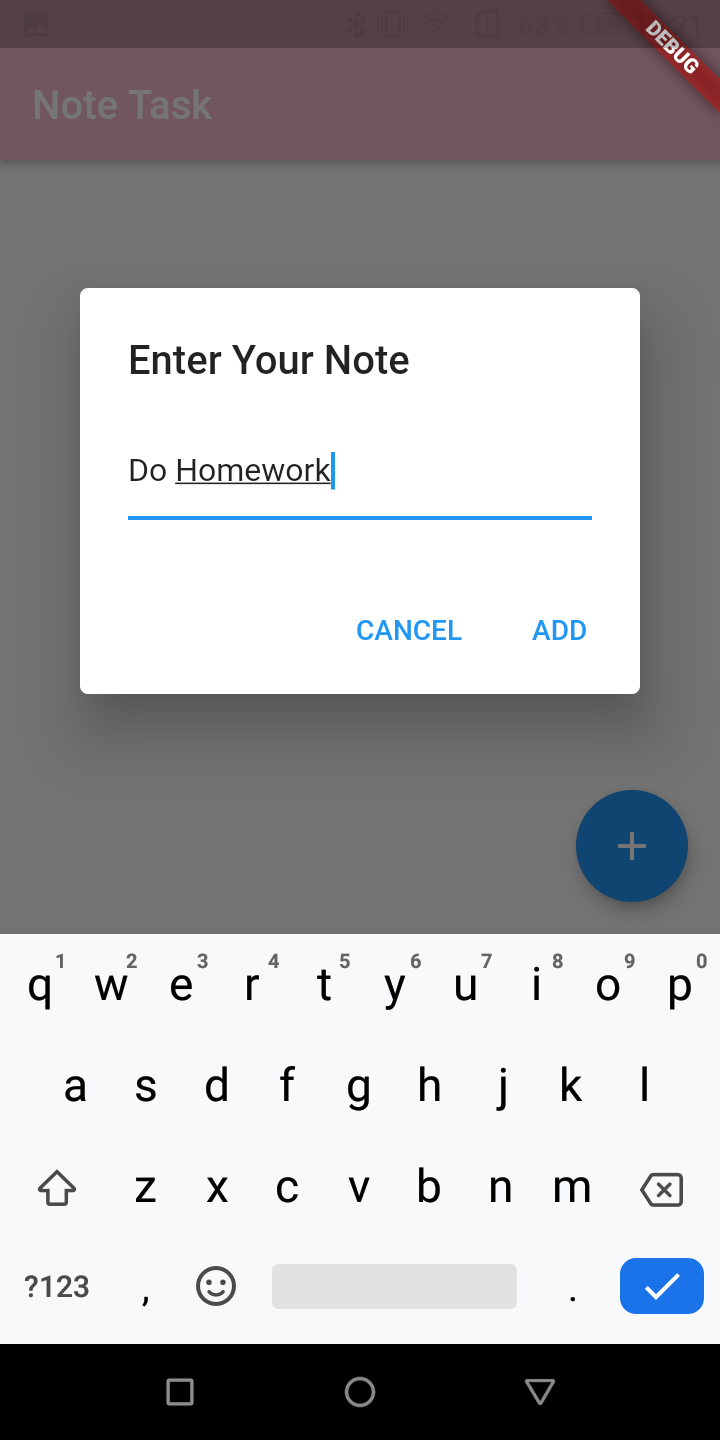 68%
DEBUG
Note Task
Enter Your Note
Do Homework
CANCEL ADD
1 2 3 4 5 6 7 8 9 0
q w e r t y u i o p
a s d f g h j k l
z x c v b n m
?123 , .